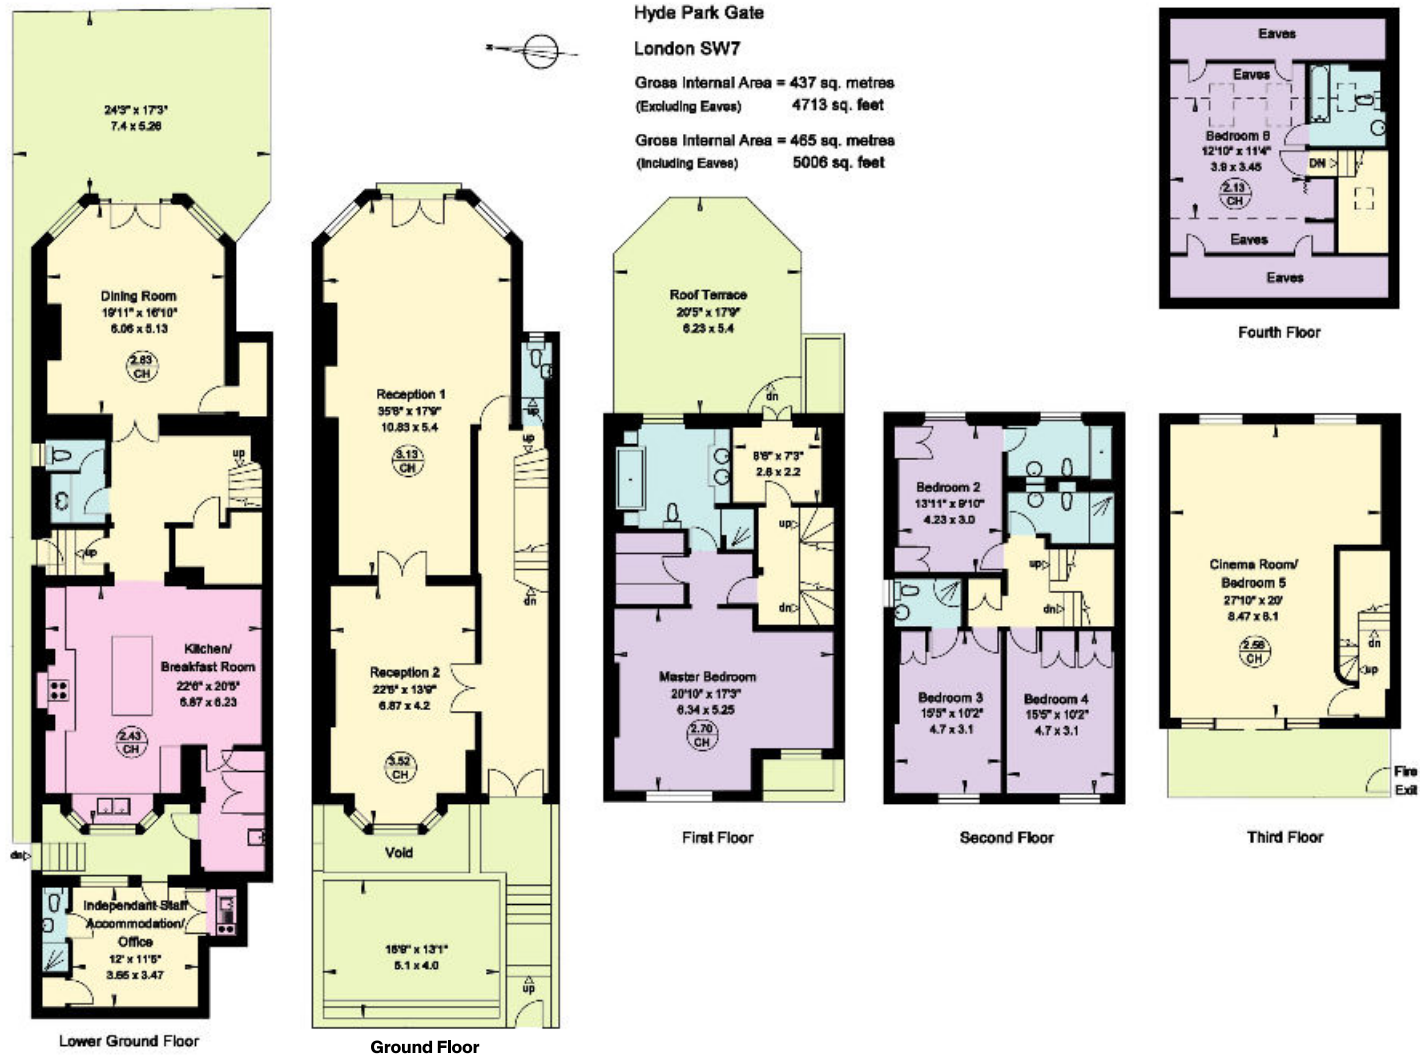 Hyde Park Gate
London SW7
Gross Internal Area = 437 sq. metres
(Excluding Eaves) 4713 sq. feet
Gross Internal Area = 465 sq. metres
(Including Eaves) 5006 sq. feet
24'3" x 17'3"
7.4 x 5.26
Dining Room
19'11" x 16'10"
6.06 x 5.13
2.63
CH
up
up
Kitchen/
Breakfast Room
22'6" x 20'5"
6.87 x 6.23
2.43
CH
dn
Independant Staff
Accommodation/
Office
12' x 11'5"
3.65 x 3.47
Lower Ground Floor
Reception 1
35'6" x 17'9"
10.83 x 5.4
3.13
CH
up
up
dn
Reception 2
22'6" x 13'9"
6.87 x 4.2
3.52
CH
Void
16'9" x 13'1"
5.1 x 4.0
up
Ground Floor
Roof Terrace
20'5" x 17'9"
6.23 x 5.4
dn
8'6" x 7'3"
2.6 x 2.2
up
dn
Master Bedroom
20'10" x 17'3"
6.34 x 5.25
2.70
CH
First Floor
Bedroom 2
13'11" x 9'10"
4.23 x 3.0
up
dn
Bedroom 3
15'5" x 10'2"
4.7 x 3.1
Bedroom 4
15'5" x 10'2"
4.7 x 3.1
Second Floor
Cinema Room/
Bedroom 5
27'10" x 20'
8.47 x 6.1
2.56
CH
dn
up
Fire
Exit
Third Floor
Eaves
Eaves
Bedroom 6
12'10" x 11'4"
3.9 x 3.45
2.13
CH
DN
Eaves
Eaves
Fourth Floor